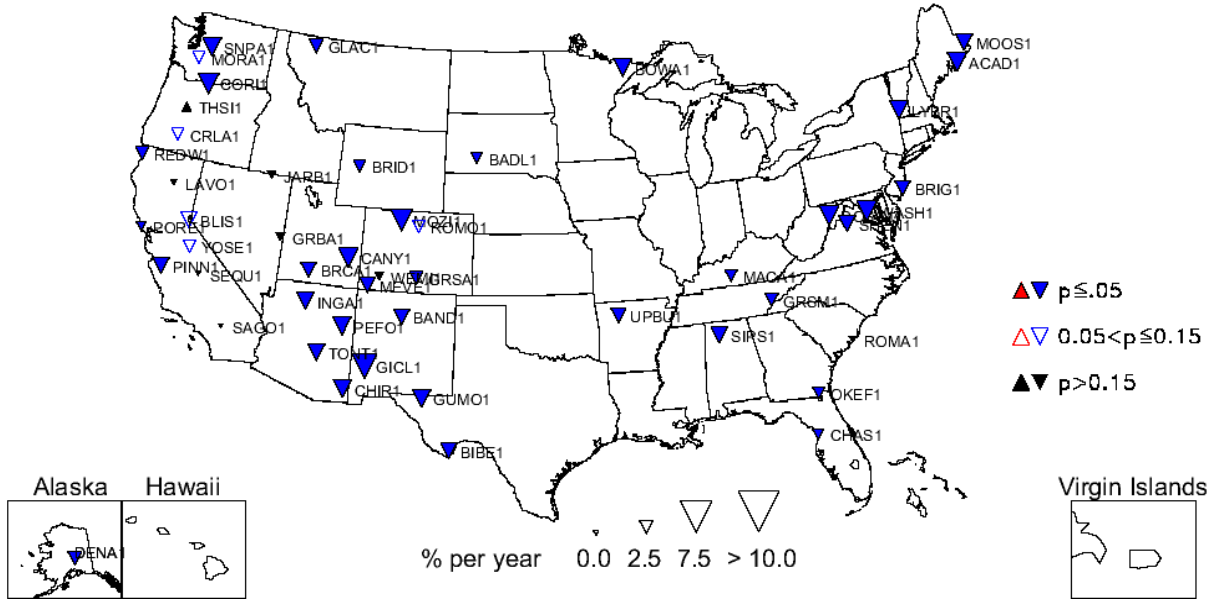 SNPA1
GLAC1
MOOS1
MORA1
ACAD1
BOWA1
CORI1
THSI1
LYBR1
CRLA1
REDW1
BRID1
BADL1
LAVO1
JARB1
BRIG1
BLIS1
MOZI1
WASH1
PORE1
ROMO1
SHEN1
GRBA1
YOSE1
CANY1
PINN1
SEQU1
BRCA1
WEMI1
GRSA1
MACA1
MEVE1
INGA1
GRSM1
p≤.05
SAGO1
PEFO1
BAND1
UPBU1
SIPS1
ROMA1
0.05<p≤0.15
TONT1
GICL1
p>0.15
CHIR1
GUMO1
OKEF1
CHAS1
BIBE1
Alaska
Hawaii
Virgin Islands
DENA1
% per year
0.0 2.5 7.5 > 10.0